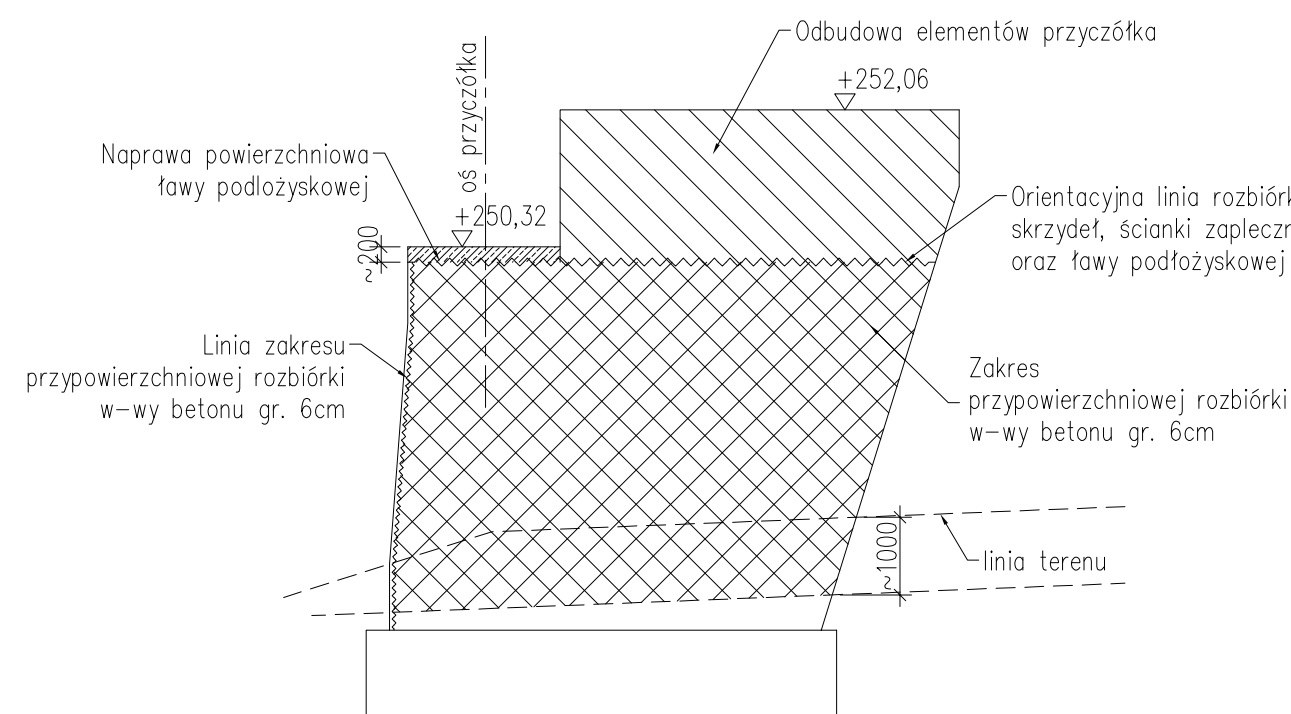 Odbudowa elementów przyczółka
+252,06
oś przyczółka
Naprawa powierzchniowa
ławy podlożyskowej
+250,32
~200
Orientacyjna linia rozbiórk
skrzydeł, ścianki zapleczn
oraz ławy podłożyskowej
Linia zakresu
przypowierzchniowej rozbiórki
w-wy betonu gr. 6cm
Zakres
przypowierzchniowej rozbiórki
w-wy betonu gr. 6cm
~1000
linia terenu